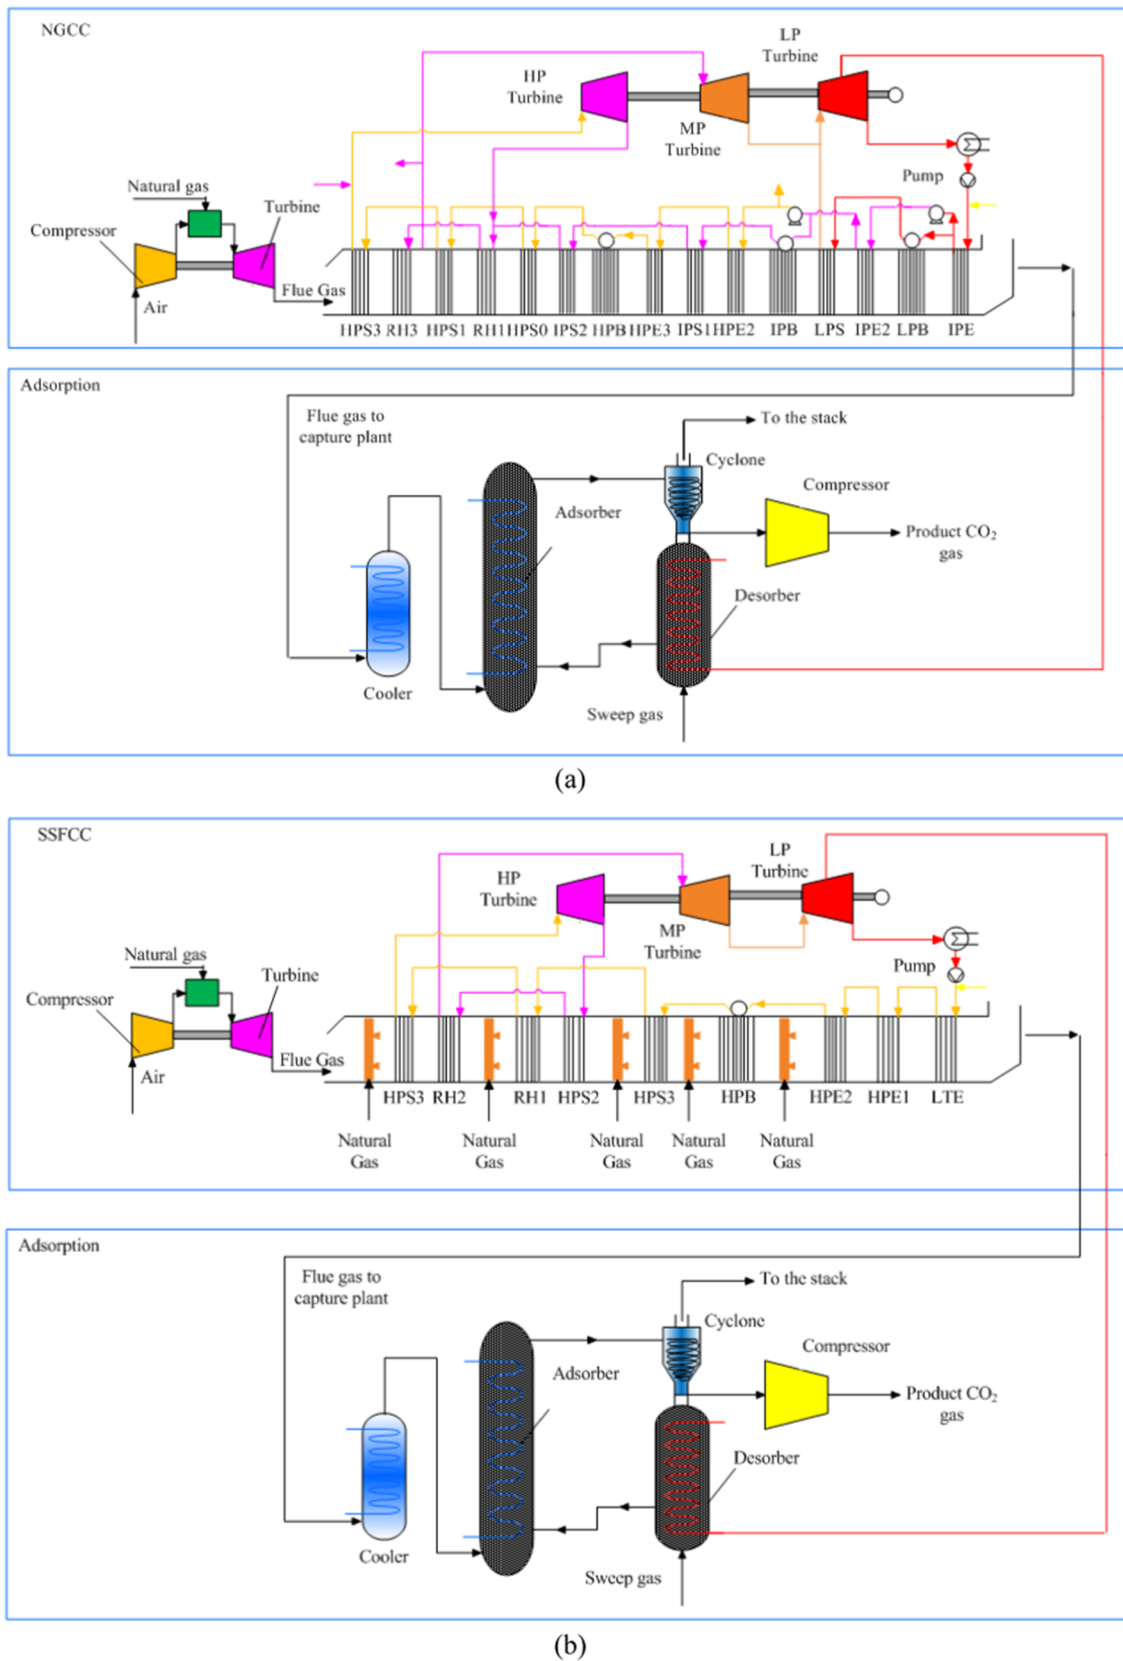 NGCC
LP
Turbine
HP
Turbine
MP
Turbine
Pump
Natural gas
Turbine
Compressor
Flue Gas
Air
HPS3 RH3 HPS1 RH1 HPS0 IPS2 HPB HPE3 IPS1 HPE2 IPB LPS IPE2 LPB IPE
Adsorption
Flue gas to
capture plant
To the stack
Cyclone
Compressor
Adsorber
Product CO₂
gas
Desorber
Cooler
Sweep gas
(a)
SSFCC
LP
Turbine
HP
Turbine
MP
Turbine
Pump
Natural gas
Turbine
Compressor
Flue Gas
Air
HPS3 RH2 RH1 HPS2 HPS3 HPB HPE2 HPE1 LTE
Natural Natural Natural Natural Natural
Gas Gas Gas Gas Gas
Adsorption
Flue gas to
capture plant
To the stack
Cyclone
Compressor
Adsorber
Product CO₂
gas
Desorber
Cooler
Sweep gas
(b)